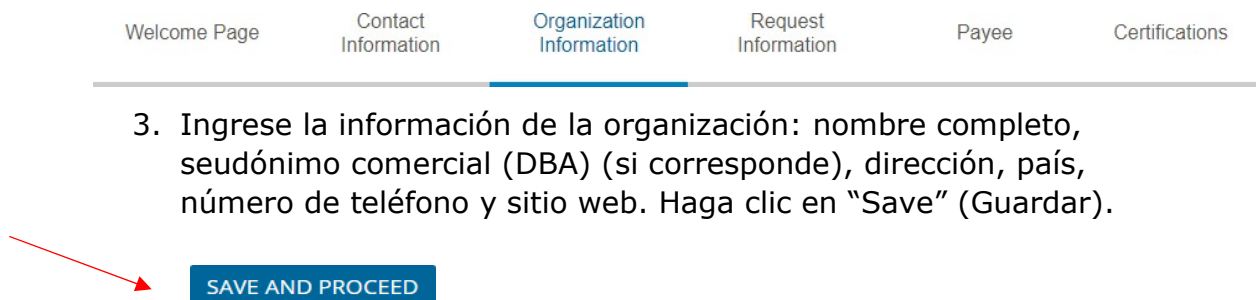 Welcome Page
Contact
Information
Organization
Information
Request
Information
Payee
Certifications
3. Ingrese la información de la organización: nombre completo,
seudónimo comercial (DBA) (si corresponde), dirección, país,
número de teléfono y sitio web. Haga clic en “Save” (Guardar).
SAVE AND PROCEED